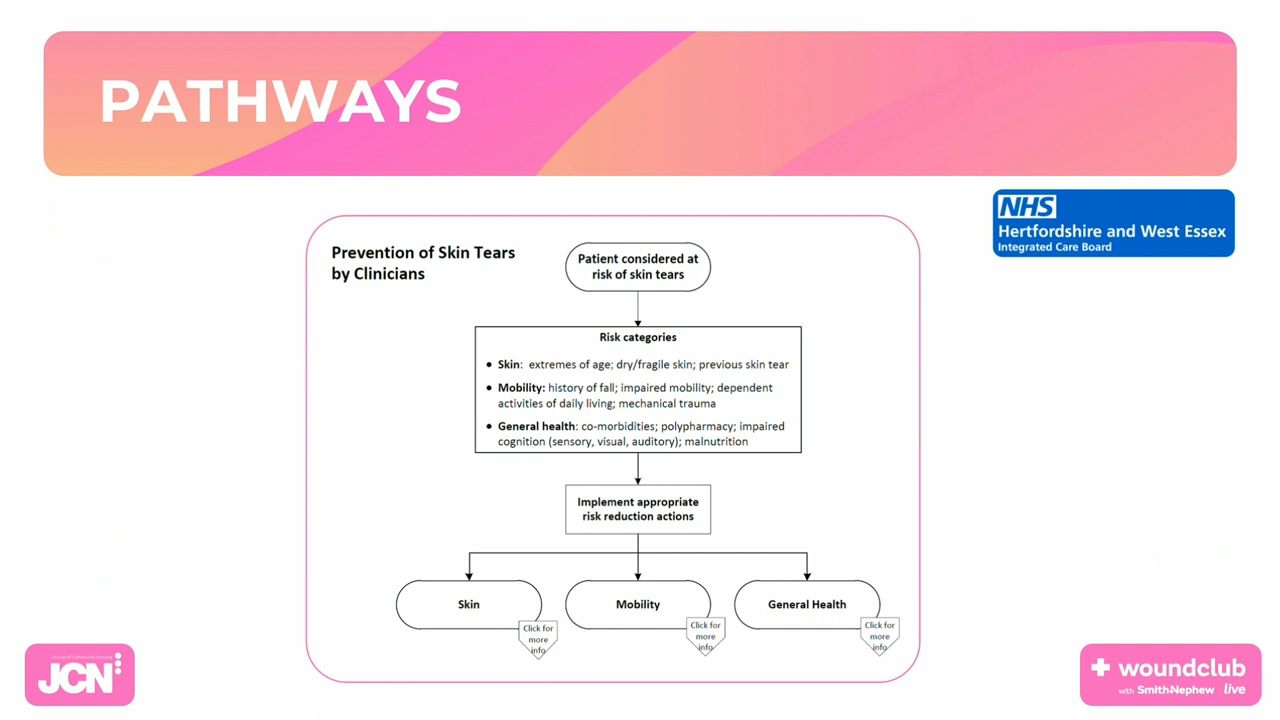 PATHWAYS
NHS
Hertfordshire and West Essex
Integrated Care Board
Prevention of Skin Tears
by Clinicians
Patient considered at
risk of skin tears
Risk categories
• Skin: extremes of age; dry/fragile skin; previous skin tear
• Mobility: history of fall; impaired mobility; dependent
activities of daily living; mechanical trauma
• General health: co-morbidities; polypharmacy; impaired
cognition (sensory, visual, auditory); malnutrition
Implement appropriate
risk reduction actions
Skin
Click for
more
info
Mobility
Click for
more
info
General Health
Click for
more
info
Journal of Community Nursing
JCN
woundclub
with Smith+Nephew live